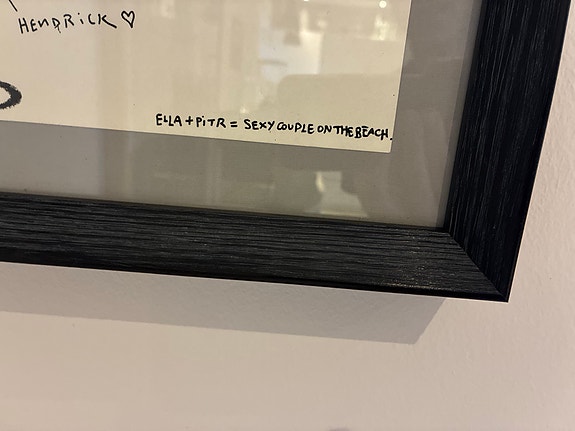 HENDRICK ♡
ELLA + PiTR = SEXY COUPLE ON THE BEACH.